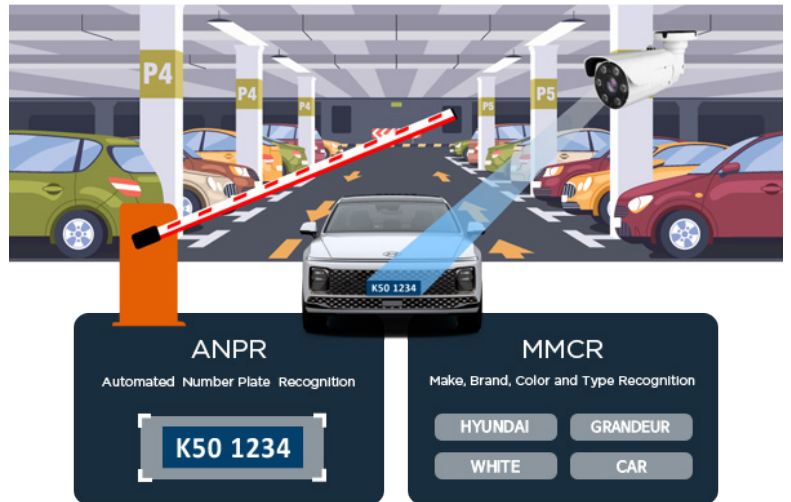 P4
P4
P4
P5
P5
K50 1234
ANPR
Automated Number Plate Recognition
K50 1234
MMCR
Make, Brand, Color and Type Recognition
HYUNDAI
GRANDEUR
WHITE
CAR